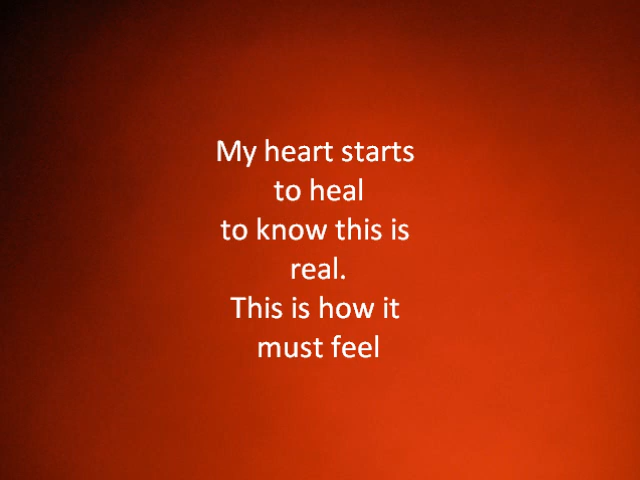 My heart starts
to heal
to know this is
real.
This is how it
must feel